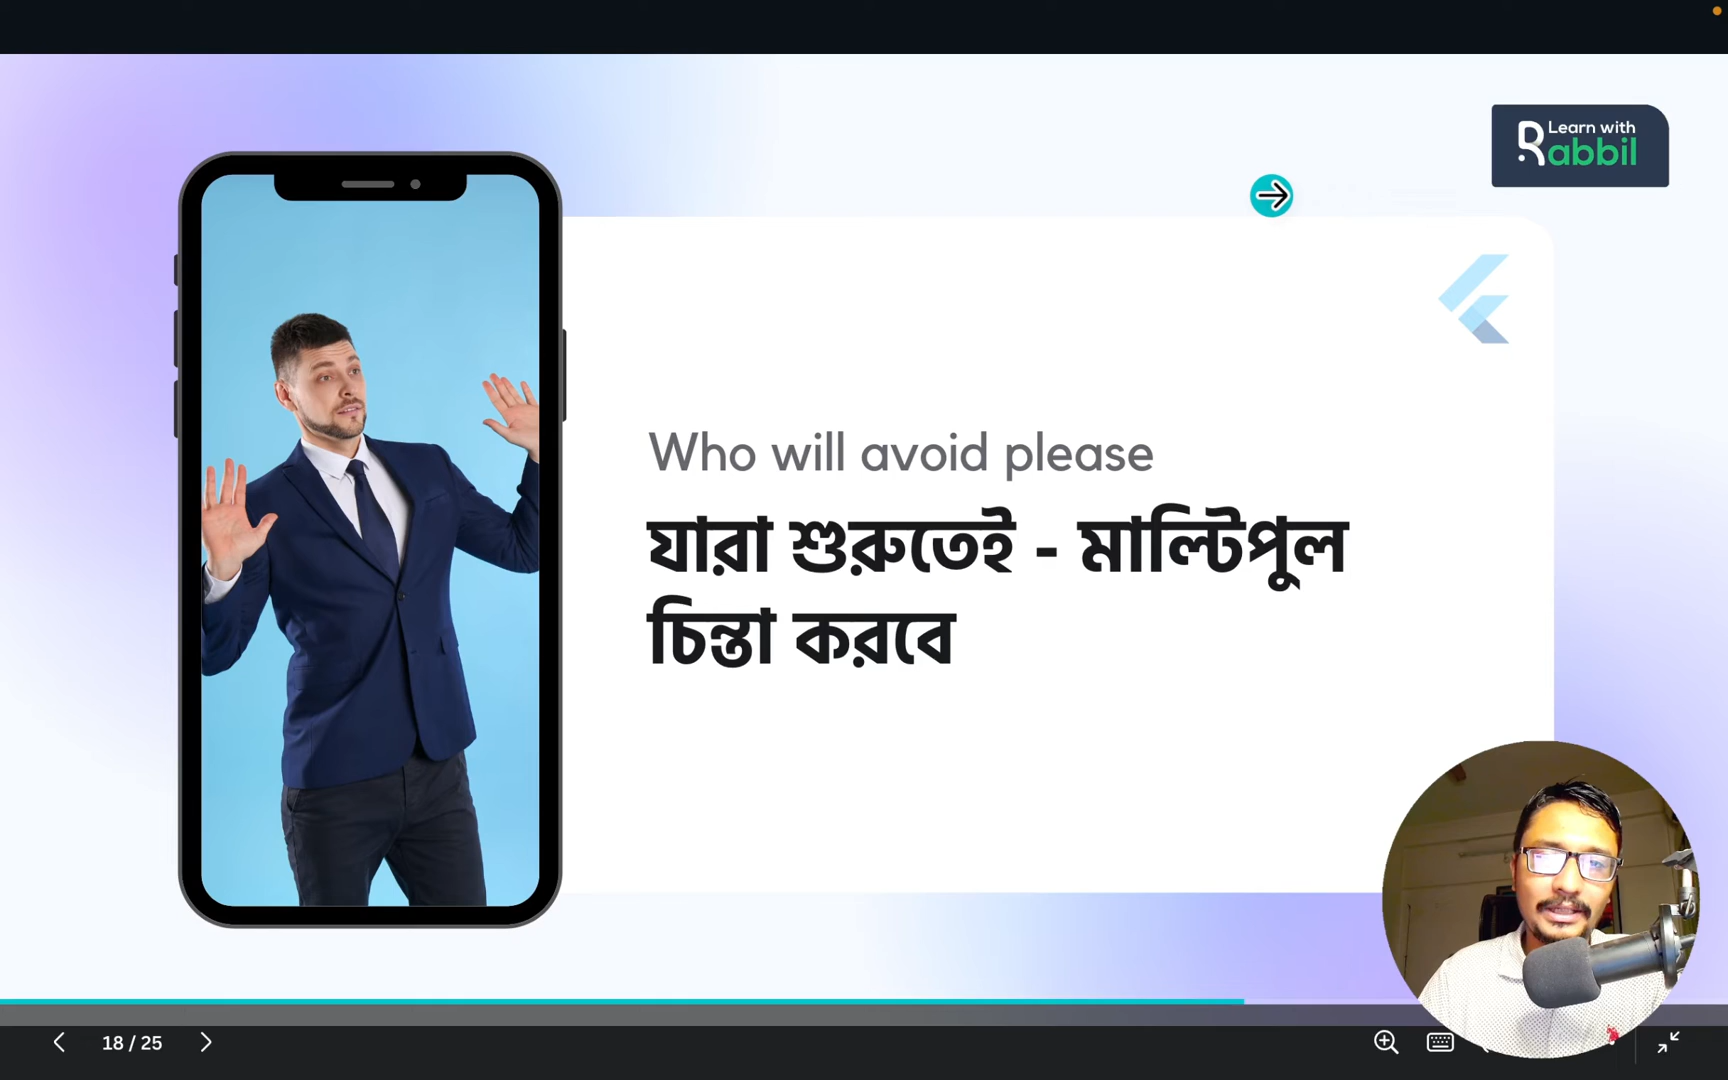 Learn with
Rabbil
Who will avoid please
যারা শুরুতেই - মাল্টিপুল
চিন্তা করবে
18 / 25